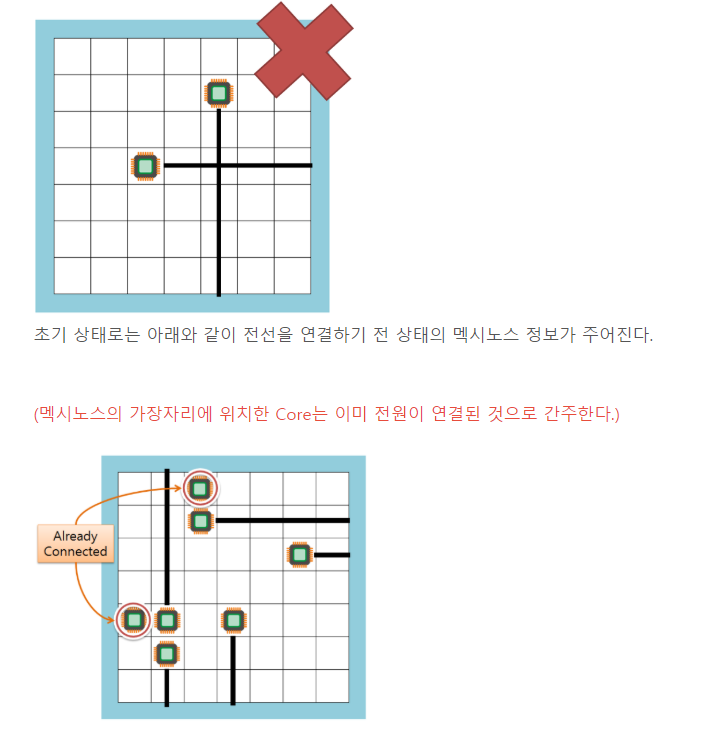 초기 상태로는 아래와 같이 전선을 연결하기 전 상태의 멕시노스 정보가 주어진다.
(멕시노스의 가장자리에 위치한 Core는 이미 전원이 연결된 것으로 간주한다.)
Already
Connected